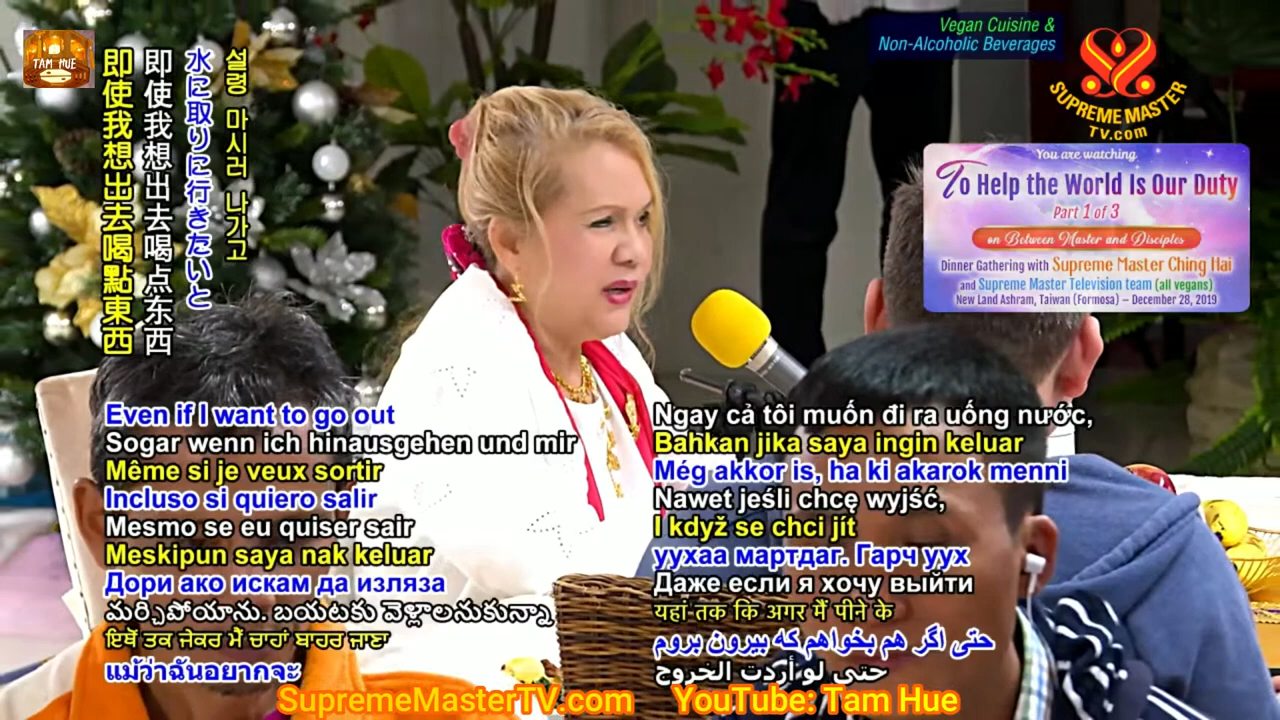 TAM HUE
Vegan Cuisine &
Non-Alcoholic Beverages
SUPREME MASTER
TV.com
You are watching
To Help the World Is Our Duty
Part 1 of 3
on Between Master and Disciples
Dinner Gathering with Supreme Master Ching Hai
and Supreme Master Television team (all vegans)
New Land Ashram, Taiwan (Formosa) – December 28, 2019
설령 마시러 나가고
水に取りに行きたいと
即使我想出去喝点东西
即使我想出去喝點東西
Even if I want to go out
Sogar wenn ich hinausgehen und mir
Même si je veux sortir
Incluso si quiero salir
Mesmo se eu quiser sair
Meskipun saya nak keluar
Дори ако искам да изляза
మర్చిపోయాను. బయటకు వెళ్లాలనుకున్నా
ਇਥੋਂ ਤਕ ਜੇਕਰ ਮੈਂ ਚਾਹਾਂ ਬਾਹਰ ਜਾਣਾ
แม้ว่าฉันอยากจะ
Ngay cả tôi muốn đi ra uống nước,
Bahkan jika saya ingin keluar
Még akkor is, ha ki akarok menni
Nawet jeśli chcę wyjść,
I když se chci jít
уухаа мартдаг. Гарч уух
Даже если я хочу выйти
यहां तक कि अगर मैं पीने के
حتی اگر هم بخواهم که بیرون بروم
حتى لو أردت الخروج
SupremeMasterTV.com YouTube: Tam Hue